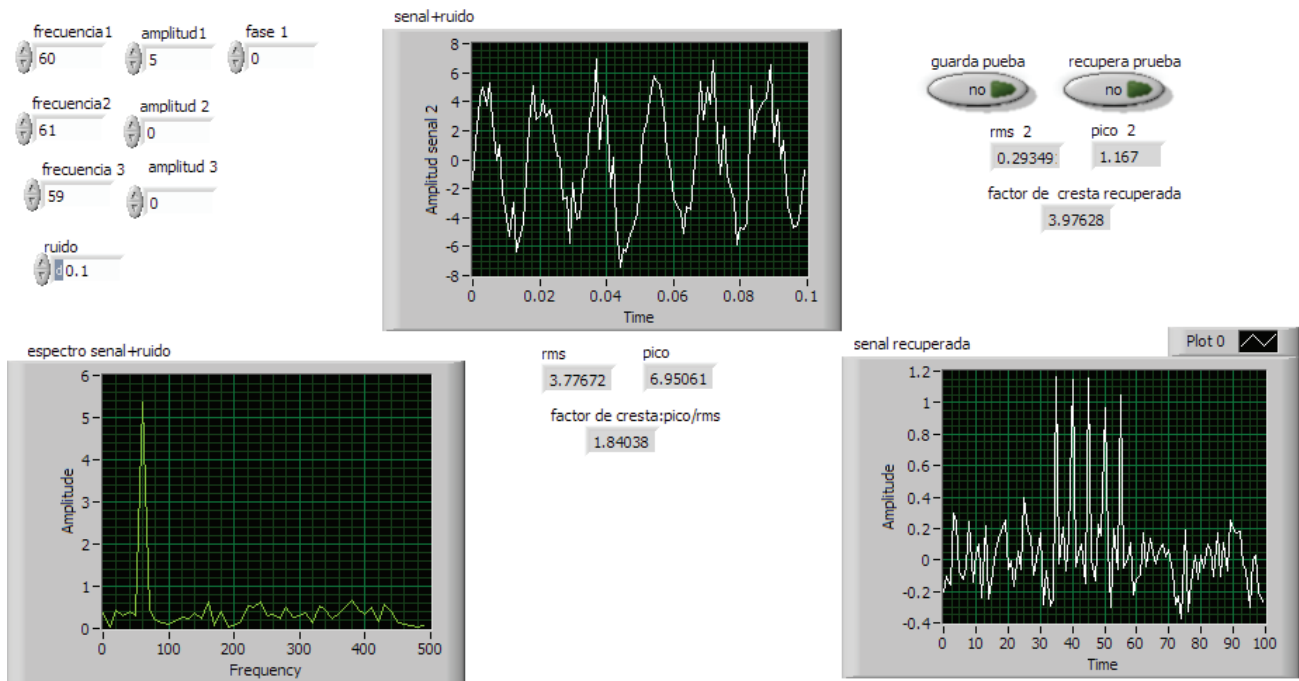 frecuencia1 amplitud1 fase 1
60 5 0
frecuencia2 amplitud 2
61 0
frecuencia 3 amplitud 3
59 0
ruido
d 0.1
senal+ruido
Amplitud senal 2
8
6
4
2
0
-2
-4
-6
-8
0 0.02 0.04 0.06 0.08 0.1
Time
guarda pueba recupera prueba
no no
rms 2 pico 2
0.29349 1.167
factor de cresta recuperada
3.97628
espectro senal+ruido
Amplitude
6
5
4
3
2
1
0
0 100 200 300 400 500
Frequency
rms pico
3.77672 6.95061
factor de cresta:pico/rms
1.84038
senal recuperada
Plot 0
Amplitude
1.2
1
0.8
0.6
0.4
0.2
0
-0.2
-0.4
0 10 20 30 40 50 60 70 80 90 100
Time